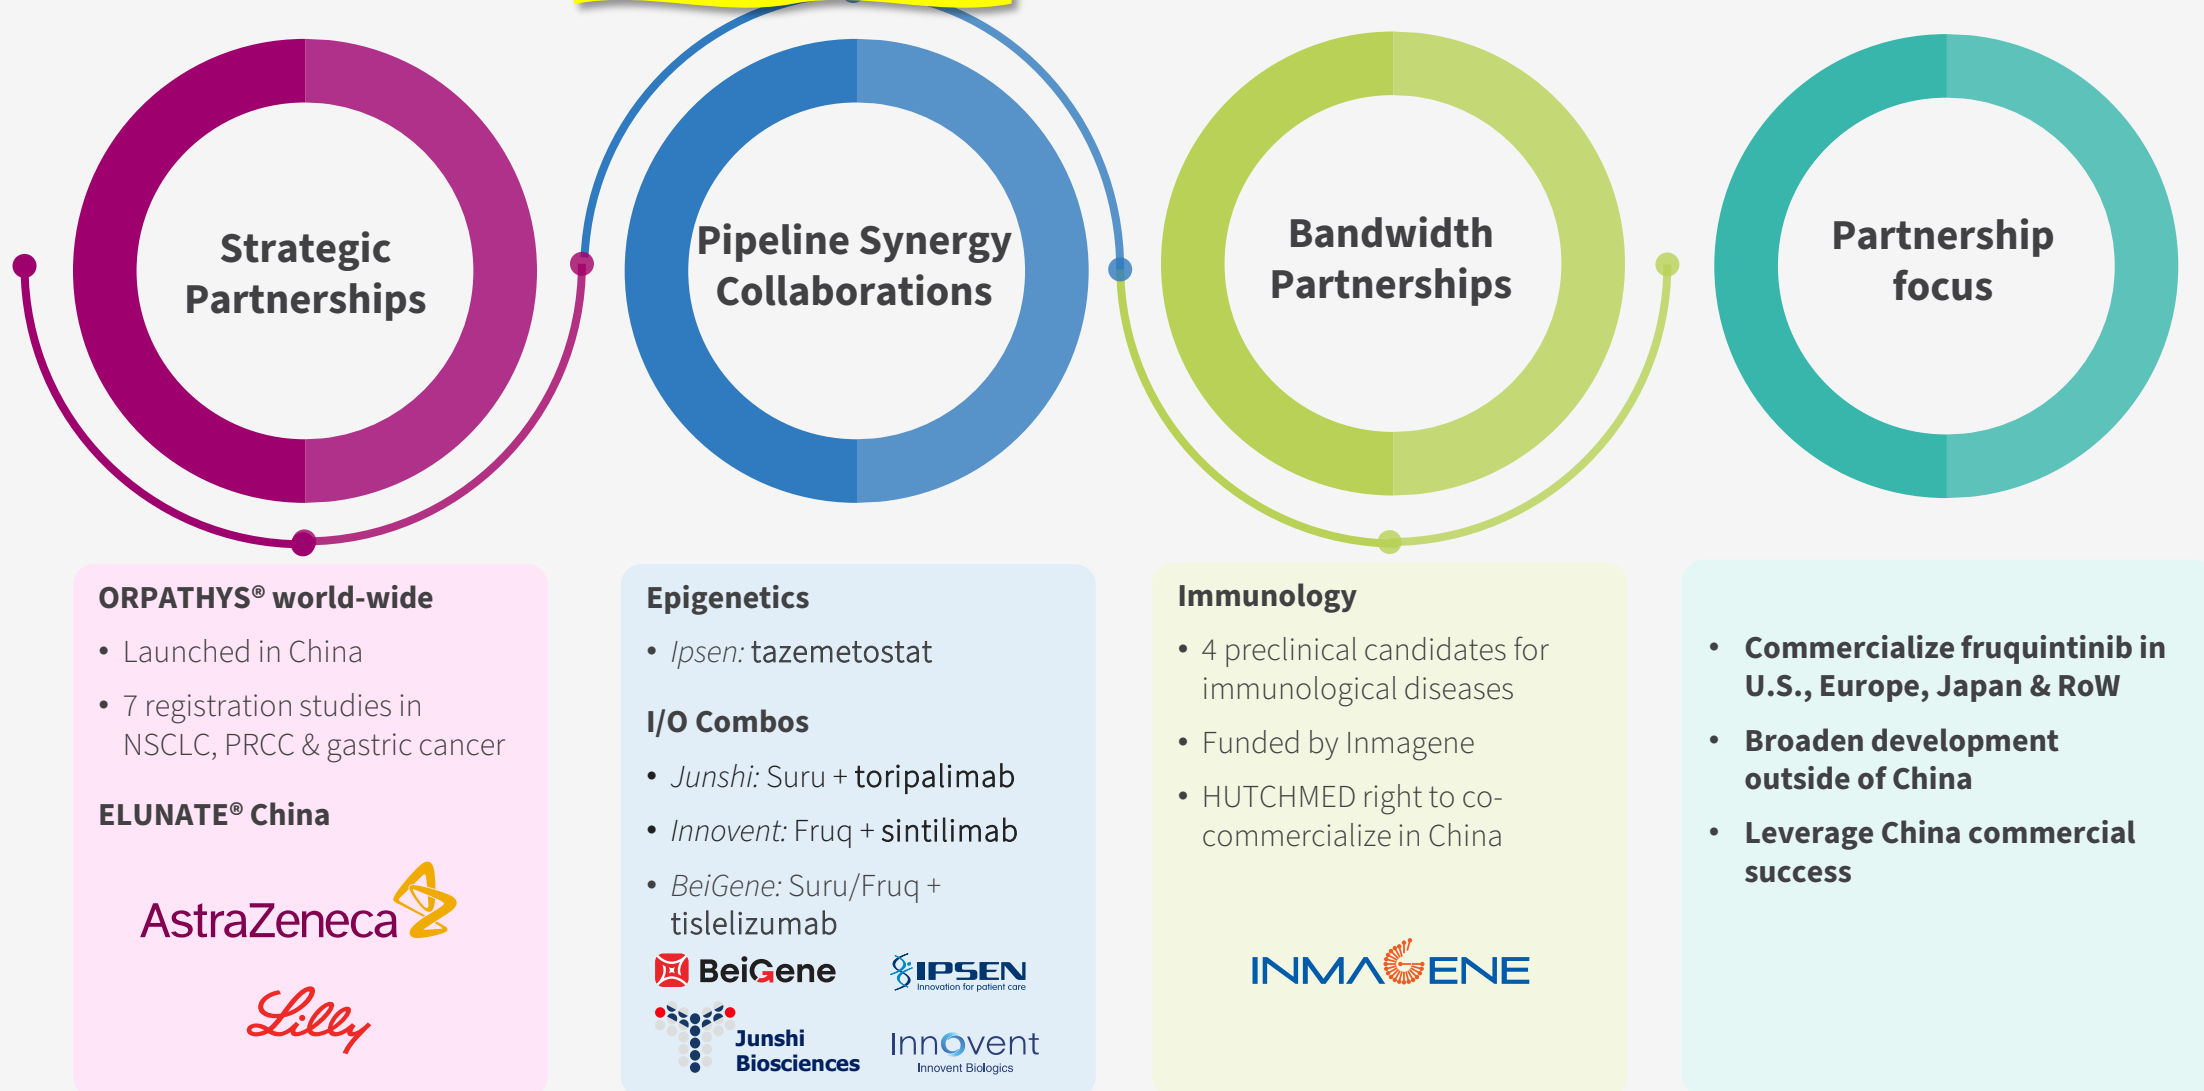 Strategic
Partnerships
Pipeline Synergy
Collaborations
Bandwidth
Partnerships
Partnership
focus
ORPATHYS® world-wide
• Launched in China
• 7 registration studies in
NSCLC, PRCC & gastric cancer
ELUNATE® China
AstraZeneca
Lilly
Epigenetics
• Ipsen: tazemetostat
I/O Combos
• Junshi: Suru + toripalimab
• Innovent: Fruq + sintilimab
• BeiGene: Suru/Fruq +
tislelizumab
BeiGene
IPSEN
Innovation for patient care
Junshi
Biosciences
Innovent
Innovent Biologics
Immunology
• 4 preclinical candidates for
immunological diseases
• Funded by Inmagene
• HUTCHMED right to co-
commercialize in China
INMAGENE
• Commercialize fruquintinib in
U.S., Europe, Japan & RoW
• Broaden development
outside of China
• Leverage China commercial
success